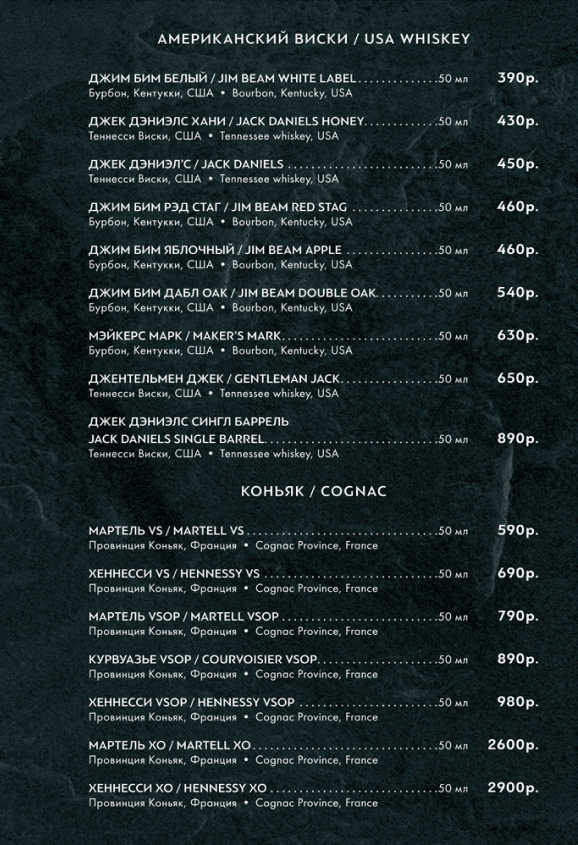 АМЕРИКАНСКИЙ ВИСКИ / USA WHISKEY
ДЖИМ БИМ БЕЛЫЙ / JIM BEAM WHITE LABEL.............50 мл 390р.
Бурбон, Кентукки, США • Bourbon, Kentucky, USA
ДЖЕК ДЭНИЭЛС ХАНИ / JACK DANIELS HONEY............50 мл 430р.
Теннесси Виски, США • Tennessee whiskey, USA
ДЖЕК ДЭНИЭЛ'С / JACK DANIELS ........................50 мл 450р.
Теннесси Виски, США • Tennessee whiskey, USA
ДЖИМ БИМ РЭД СТАГ / JIM BEAM RED STAG ..............50 мл 460р.
Бурбон, Кентукки, США • Bourbon, Kentucky, USA
ДЖИМ БИМ ЯБЛОЧНЫЙ / JIM BEAM APPLE ...............50 мл 460р.
Бурбон, Кентукки, США • Bourbon, Kentucky, USA
ДЖИМ БИМ ДАБЛ ОАК / JIM BEAM DOUBLE OAK..........50 мл 540р.
Бурбон, Кентукки, США • Bourbon, Kentucky, USA
МЭЙКЕРС МАРК / MAKER'S MARK.........................50 мл 630р.
Бурбон, Кентукки, США • Bourbon, Kentucky, USA
ДЖЕНТЕЛЬМЕН ДЖЕК / GENTLEMAN JACK................50 мл 650р.
Теннесси Виски, США • Tennessee whiskey, USA
ДЖЕК ДЭНИЭЛС СИНГЛ БАРРЕЛЬ
JACK DANIELS SINGLE BARREL...........................50 мл 890р.
Теннесси Виски, США • Tennessee whiskey, USA
КОНЬЯК / COGNAC
МАРТЕЛЬ VS / MARTELL VS..............................50 мл 590р.
Провинция Коньяк, Франция • Cognac Province, France
ХЕННЕССИ VS / HENNESSY VS ...........................50 мл 690р.
Провинция Коньяк, Франция • Cognac Province, France
МАРТЕЛЬ VSOP / MARTELL VSOP ........................50 мл 790р.
Провинция Коньяк, Франция • Cognac Province, France
КУРВУАЗЬЕ VSOP / COURVOISIER VSOP...................50 мл 890р.
Провинция Коньяк, Франция • Cognac Province, France
ХЕННЕССИ VSOP / HENNESSY VSOP ......................50 мл 980р.
Провинция Коньяк, Франция • Cognac Province, France
МАРТЕЛЬ XO / MARTELL XO.............................50 мл 2600р.
Провинция Коньяк, Франция • Cognac Province, France
ХЕННЕССИ XO / HENNESSY XO ..........................50 мл 2900р.
Провинция Коньяк, Франция • Cognac Province, France